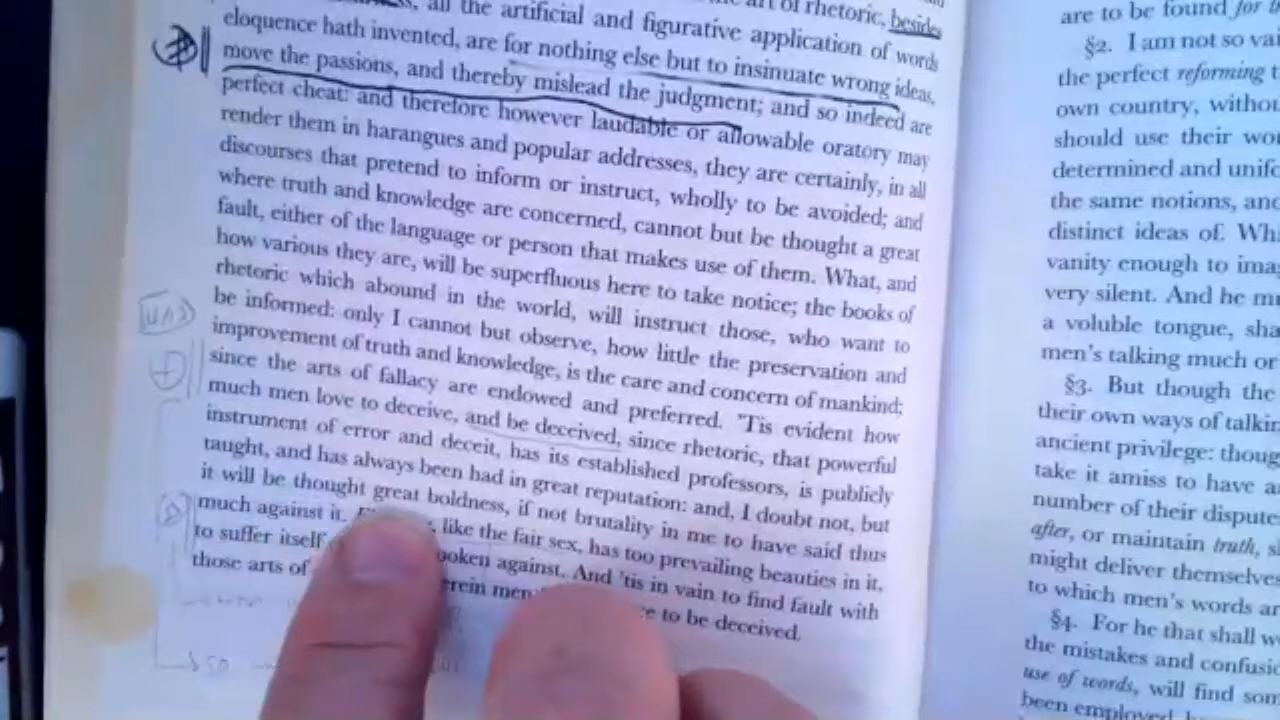 art of rhetoric, besides
all the artificial and figurative application of words
eloquence hath invented, are for nothing else but to insinuate wrong ideas,
move the passions, and thereby mislead the judgment; and so indeed are
perfect cheat: and therefore however laudable or allowable oratory may
render them in harangues and popular addresses, they are certainly, in all
discourses that pretend to inform or instruct, wholly to be avoided; and
where truth and knowledge are concerned, cannot but be thought a great
fault, either of the language or person that makes use of them. What, and
how various they are, will be superfluous here to take notice; the books of
rhetoric which abound in the world, will instruct those, who want to
be informed: only I cannot but observe, how little the preservation and
improvement of truth and knowledge, is the care and concern of mankind;
since the arts of fallacy are endowed and preferred. 'Tis evident how
much men love to deceive, and be deceived, since rhetoric, that powerful
instrument of error and deceit, has its established professors, is publicly
taught, and has always been had in great reputation: and, I doubt not, but
it will be thought great boldness, if not brutality in me to have said thus
much against it. like the fair sex, has too prevailing beauties in it,
to suffer itself spoken against. And 'tis in vain to find fault with
those arts of men to be deceived.
are to be found for
§2. I am not so
the perfect reforming
own country,
should use their
determined and
the same notions,
distinct ideas of.
vanity enough to
very silent. And he
a voluble tongue,
men's talking much or
§3. But though the
their own ways of
ancient privilege:
take it amiss to have
number of their
after, or maintain truth,
might deliver themselves
to which men's words
§4. For he that shall
the mistakes and
use of words, will find
been employed,